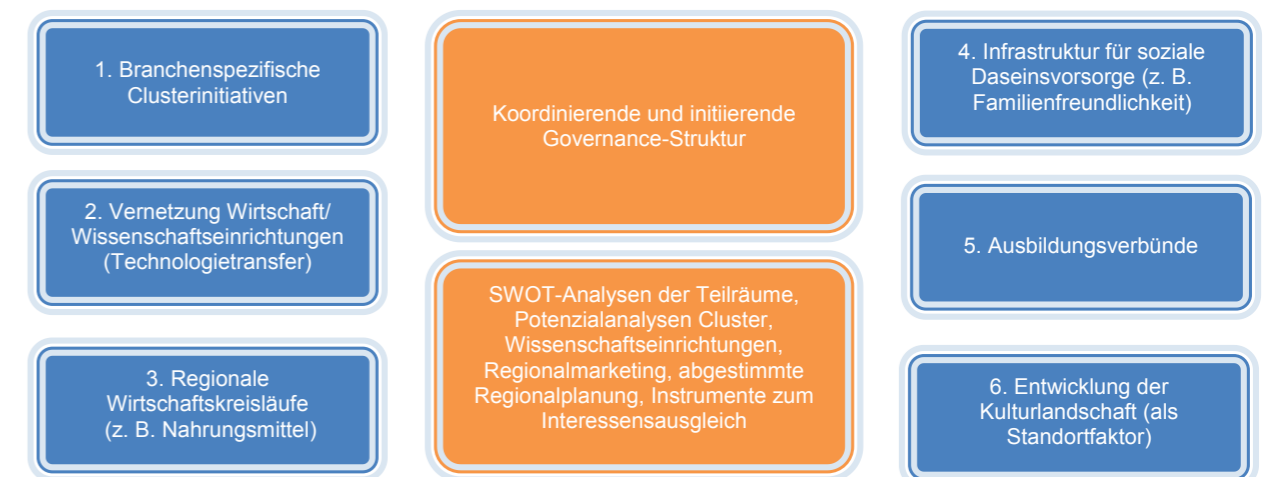 1. Branchenspezifische
Clusterinitiativen
2. Vernetzung Wirtschaft/
Wissenschaftseinrichtungen
(Technologietransfer)
3. Regionale
Wirtschaftskreisläufe
(z. B. Nahrungsmittel)
Koordinierende und initiierende
Governance-Struktur
SWOT-Analysen der Teilräume,
Potenzialanalysen Cluster,
Wissenschaftseinrichtungen,
Regionalmarketing, abgestimmte
Regionalplanung, Instrumente zum
Interessensausgleich
4. Infrastruktur für soziale
Daseinsvorsorge (z. B.
Familienfreundlichkeit)
5. Ausbildungsverbünde
6. Entwicklung der
Kulturlandschaft (als
Standortfaktor)